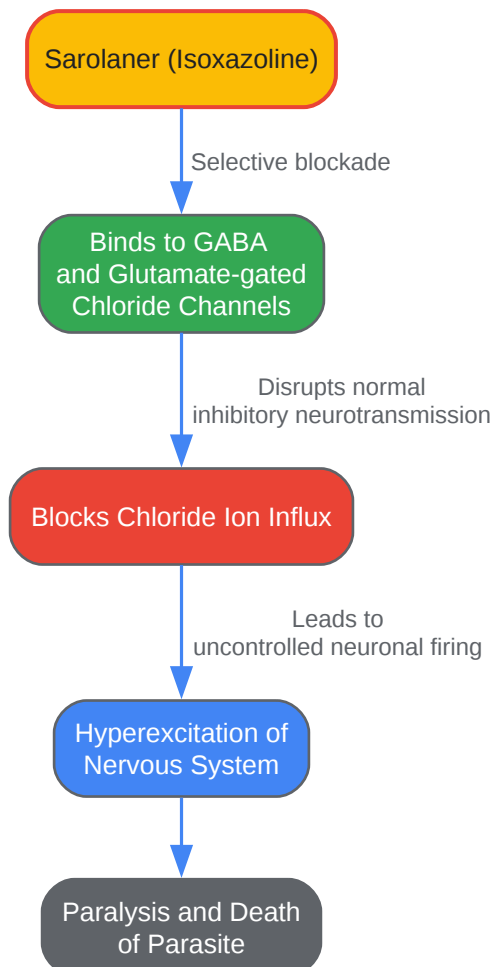 Sarolaner (Isoxazoline)
Selective blockade
Binds to GABA
and Glutamate-gated
Chloride Channels
Disrupts normal
inhibitory neurotransmission
Blocks Chloride Ion Influx
Leads to
uncontrolled neuronal firing
Hyperexcitation of
Nervous System
Paralysis and Death
of Parasite